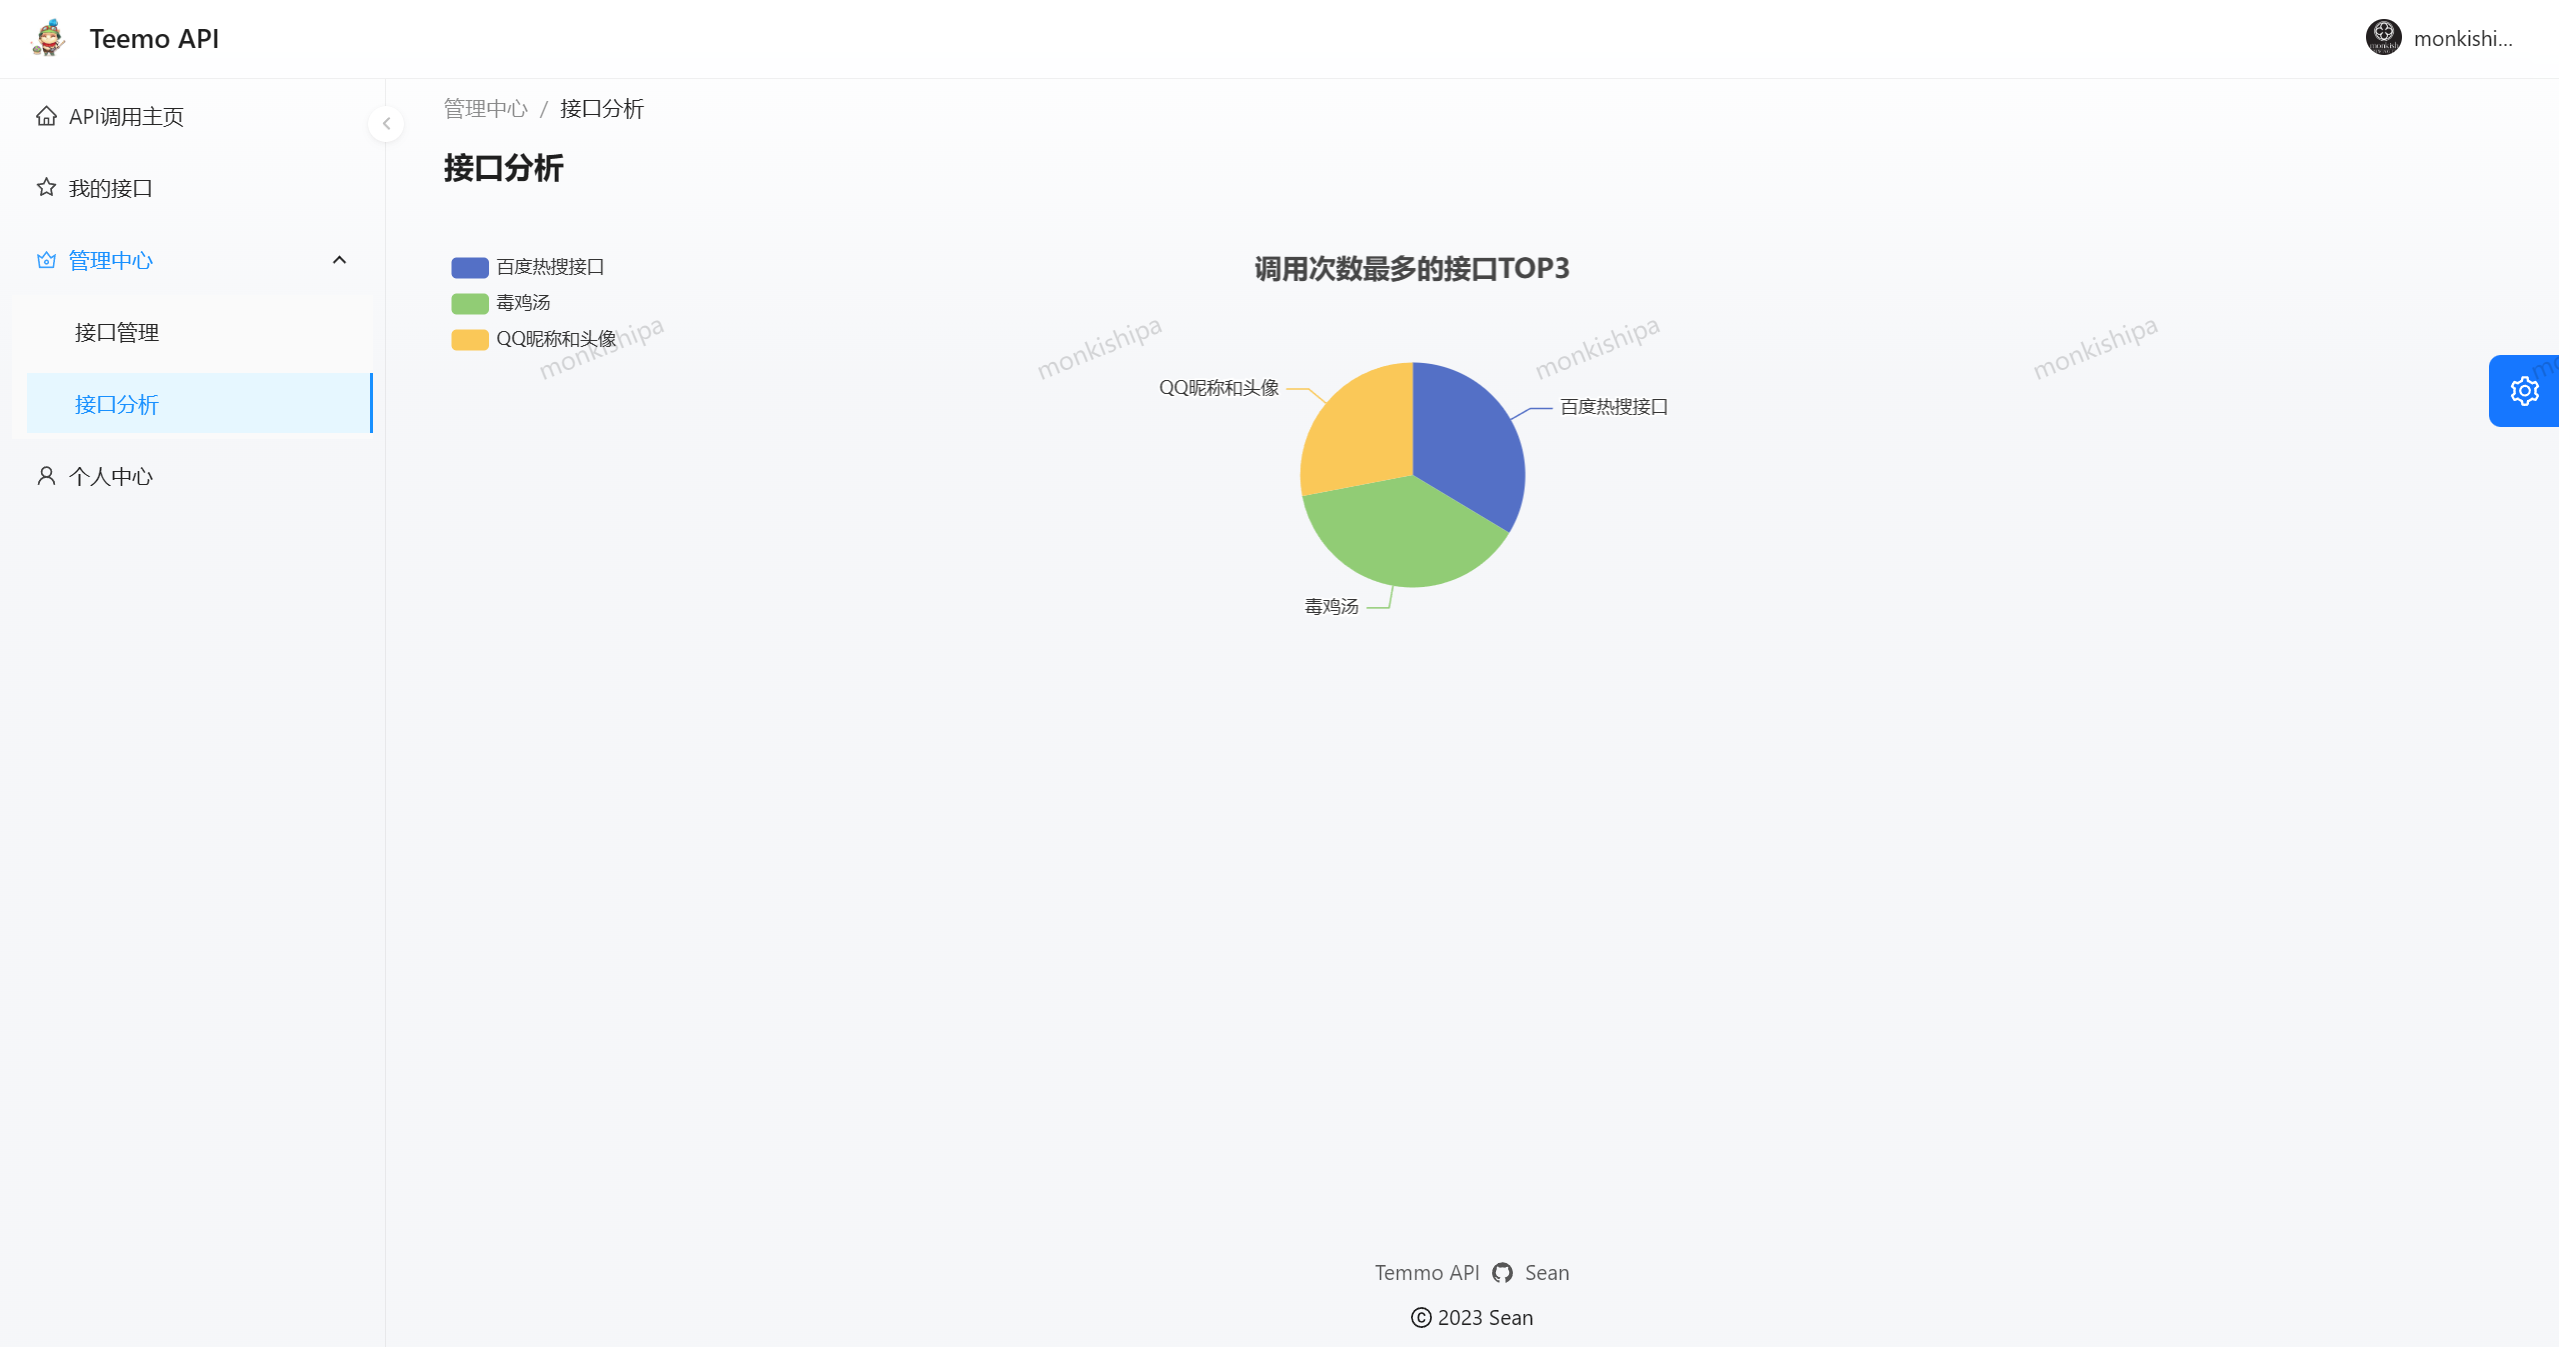 Teemo API
monkishi...
API调用主页
我的接口
管理中心
接口管理
接口分析
个人中心
管理中心 / 接口分析
接口分析
百度热搜接口
毒鸡汤
QQ昵称和头像
调用次数最多的接口TOP3
monkishipa
monkishipa
monkishipa
monkishipa
QQ昵称和头像
百度热搜接口
毒鸡汤
Temmo API Sean
© 2023 Sean